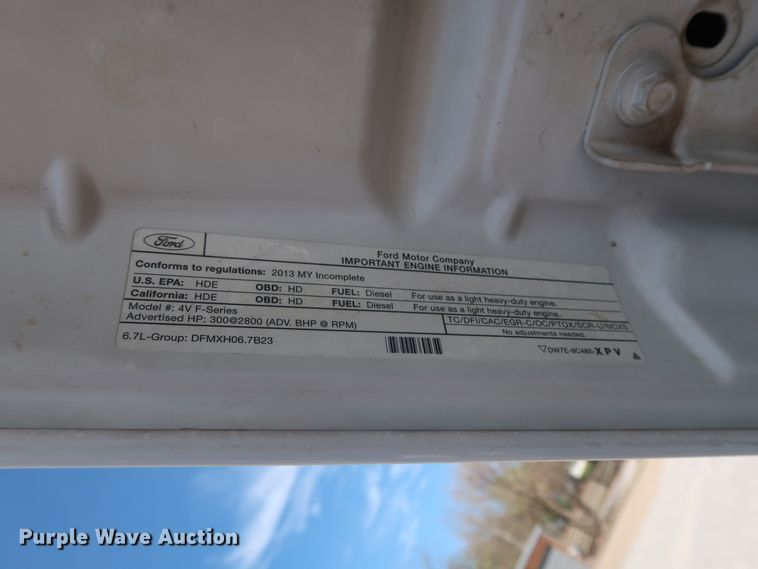 Ford
Ford Motor Company
IMPORTANT ENGINE INFORMATION
Conforms to regulations: 2013 MY Incomplete
U.S. EPA: HDE OBD: HD FUEL: Diesel For use as a light heavy-duty engine.
California: HDE OBD: HD FUEL: Diesel For use as a light heavy-duty engine.
Model #: 4V F-Series
Advertised HP: 300@2800 (ADV. BHP @ RPM)
TC/DFI/CAC/EGR-C/OC/PTOX/SCR-U/NOXS
No adjustments needed.
6.7L-Group: DFMXH06.7B23
DW7E-9C485-XPV
Purple Wave Auction